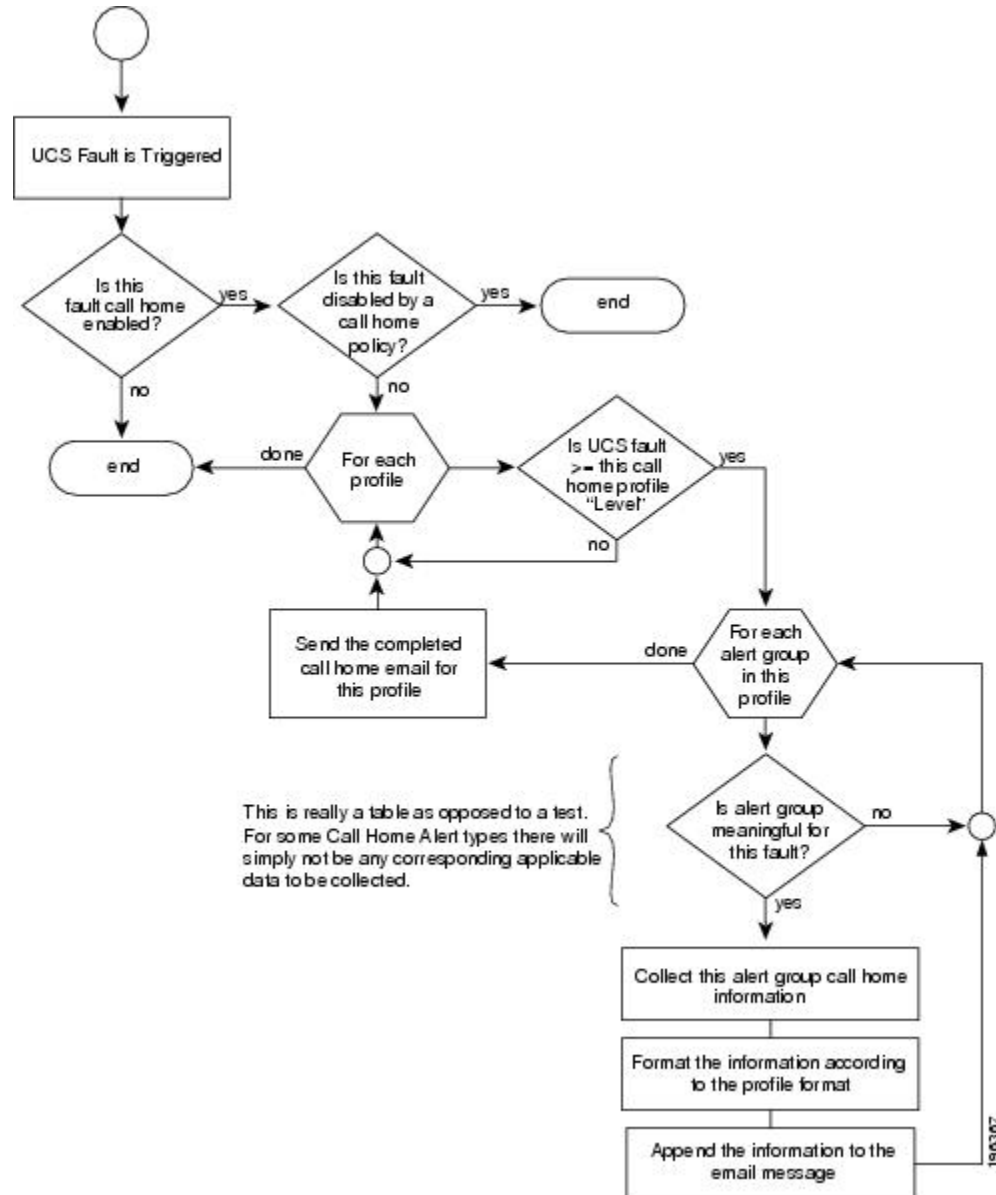 UCS Fault is Triggered
Is this
fault call home
enabled?
yes
Is this fault
disabled by a
call home
policy?
yes
end
no
no
end
done
For each
profile
Is UCS fault
>= this call
home profile
“Level”
yes
no
Send the completed
call home email for
this profile
done
For each
alert group
in this
profile
This is really a table as opposed to a test.
For some Call Home Alert types there will
simply not be any corresponding applicable
data to be collected.
Is alert group
meaningful for
this fault?
no
yes
Collect this alert group call home
information
Format the information according
to the profile format
Append the information to the
email message